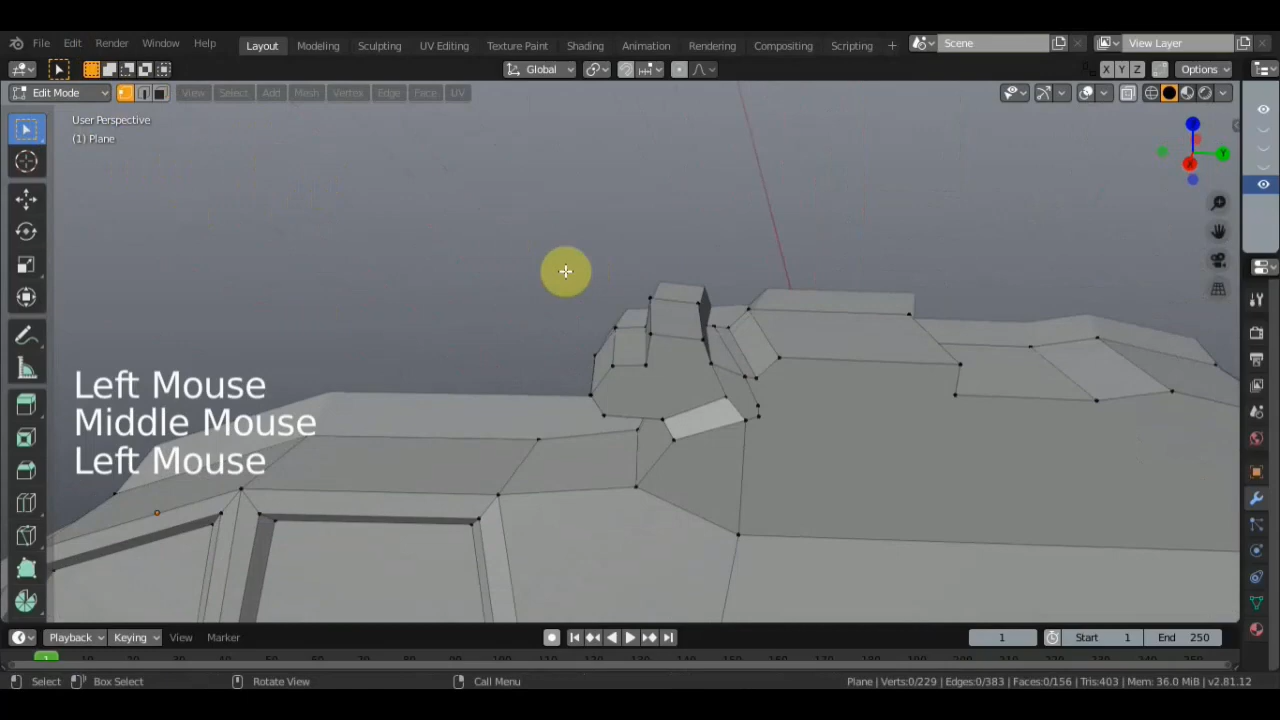 File Edit Render Window Help Layout Modeling Sculpting UV Editing Texture Paint Shading Animation Rendering Compositing Scripting + Scene View Layer
Global X Y Z Options
Edit Mode View Select Add Mesh Vertex Edge Face UV
User Perspective
(1) Plane
Z
Y
X
Left Mouse
Middle Mouse
Left Mouse
Playback Keying View Marker 1 Start 1 End 250
Select Box Select Rotate View Call Menu Plane | Verts:0/229 | Edges:0/383 | Faces:0/156 | Tris:403 | Mem: 36.0 MiB | v2.81.12